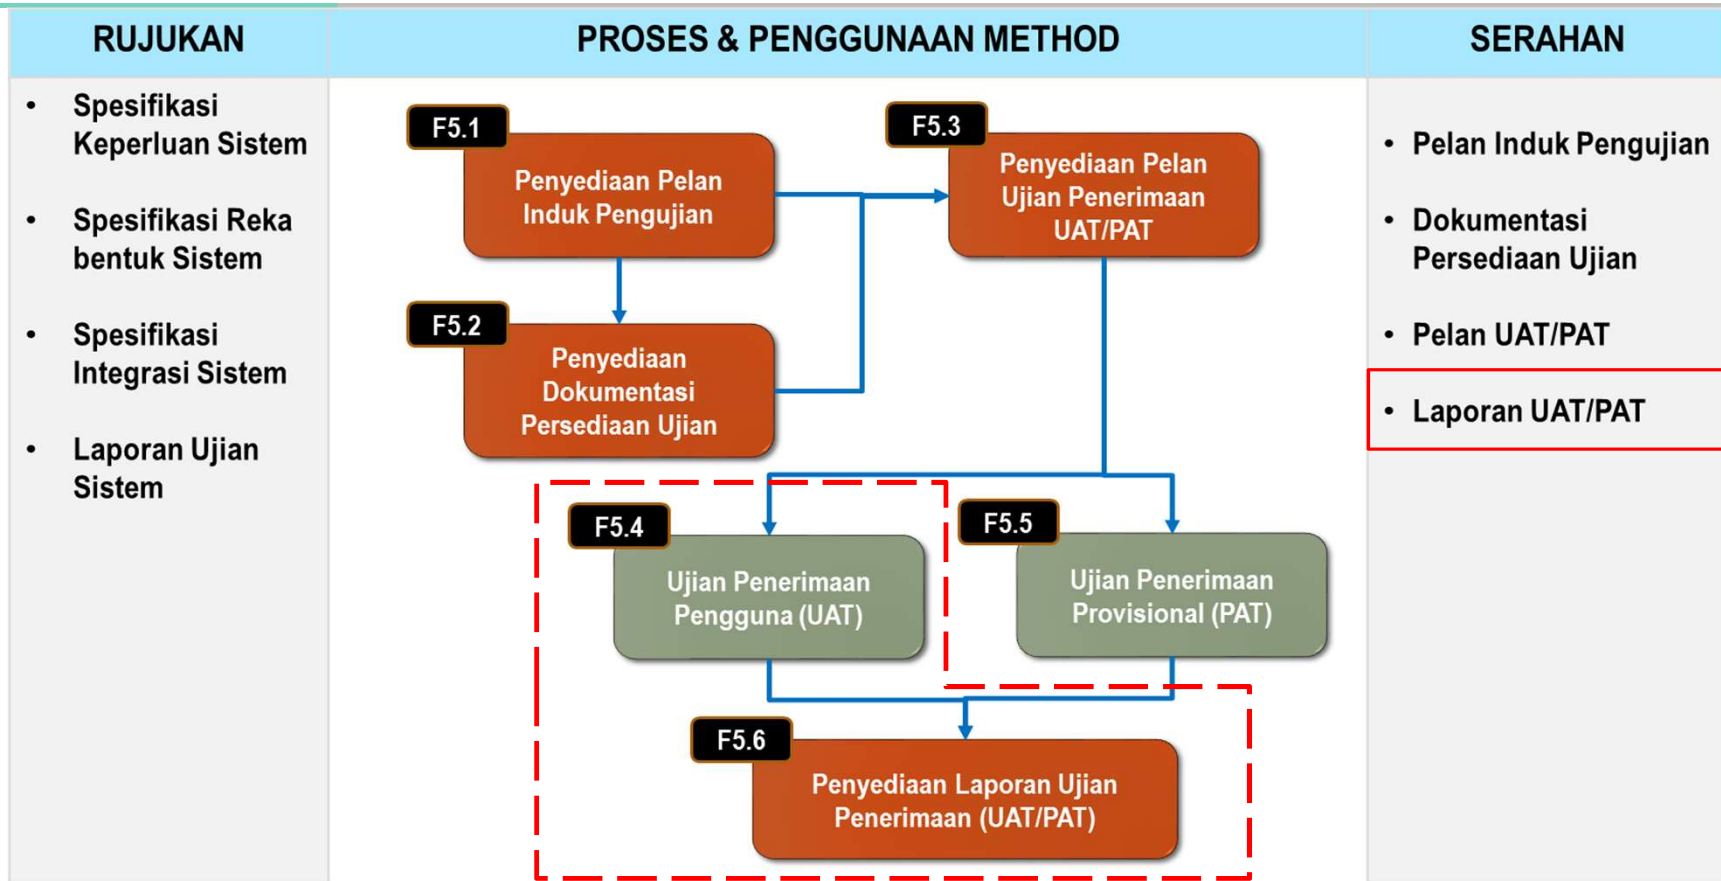 RUJUKAN
PROSES & PENGGUNAAN METHOD
SERAHAN
• Spesifikasi
Keperluan Sistem
• Spesifikasi Reka
bentuk Sistem
• Spesifikasi
Integrasi Sistem
• Laporan Ujian
Sistem
F5.1
Penyediaan Pelan
Induk Pengujian
F5.2
Penyediaan
Dokumentasi
Persediaan Ujian
F5.3
Penyediaan Pelan
Ujian Penerimaan
UAT/PAT
F5.4
Ujian Penerimaan
Pengguna (UAT)
F5.5
Ujian Penerimaan
Provisional (PAT)
F5.6
Penyediaan Laporan Ujian
Penerimaan (UAT/PAT)
• Pelan Induk Pengujian
• Dokumentasi
Persediaan Ujian
• Pelan UAT/PAT
• Laporan UAT/PAT